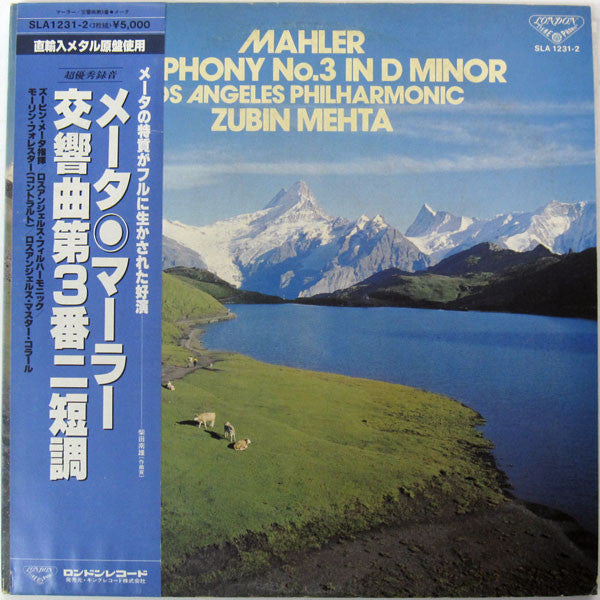 マーラー/交響曲第3番●メータ
SLA1231-2〈2枚組〉¥5,000
直輸入メタル原盤使用
超優秀録音
メータの特質がフルに生かされた好演
柴田南雄(作曲家)
メータ◉マーラー
交響曲第3番ニ短調
ズービン・メータ指揮 ロスアンジェルス・フィルハーモニック
モーリン・フォレスター〔コントラルト〕 ロスアンジェルス・マスター・コラール
LONDON
ロンドンレコード
発売元・キングレコード株式会社
MAHLER
PHONY No.3 IN D MINOR
OS ANGELES PHILHARMONIC
ZUBIN MEHTA
LONDON
SLA 1231-2